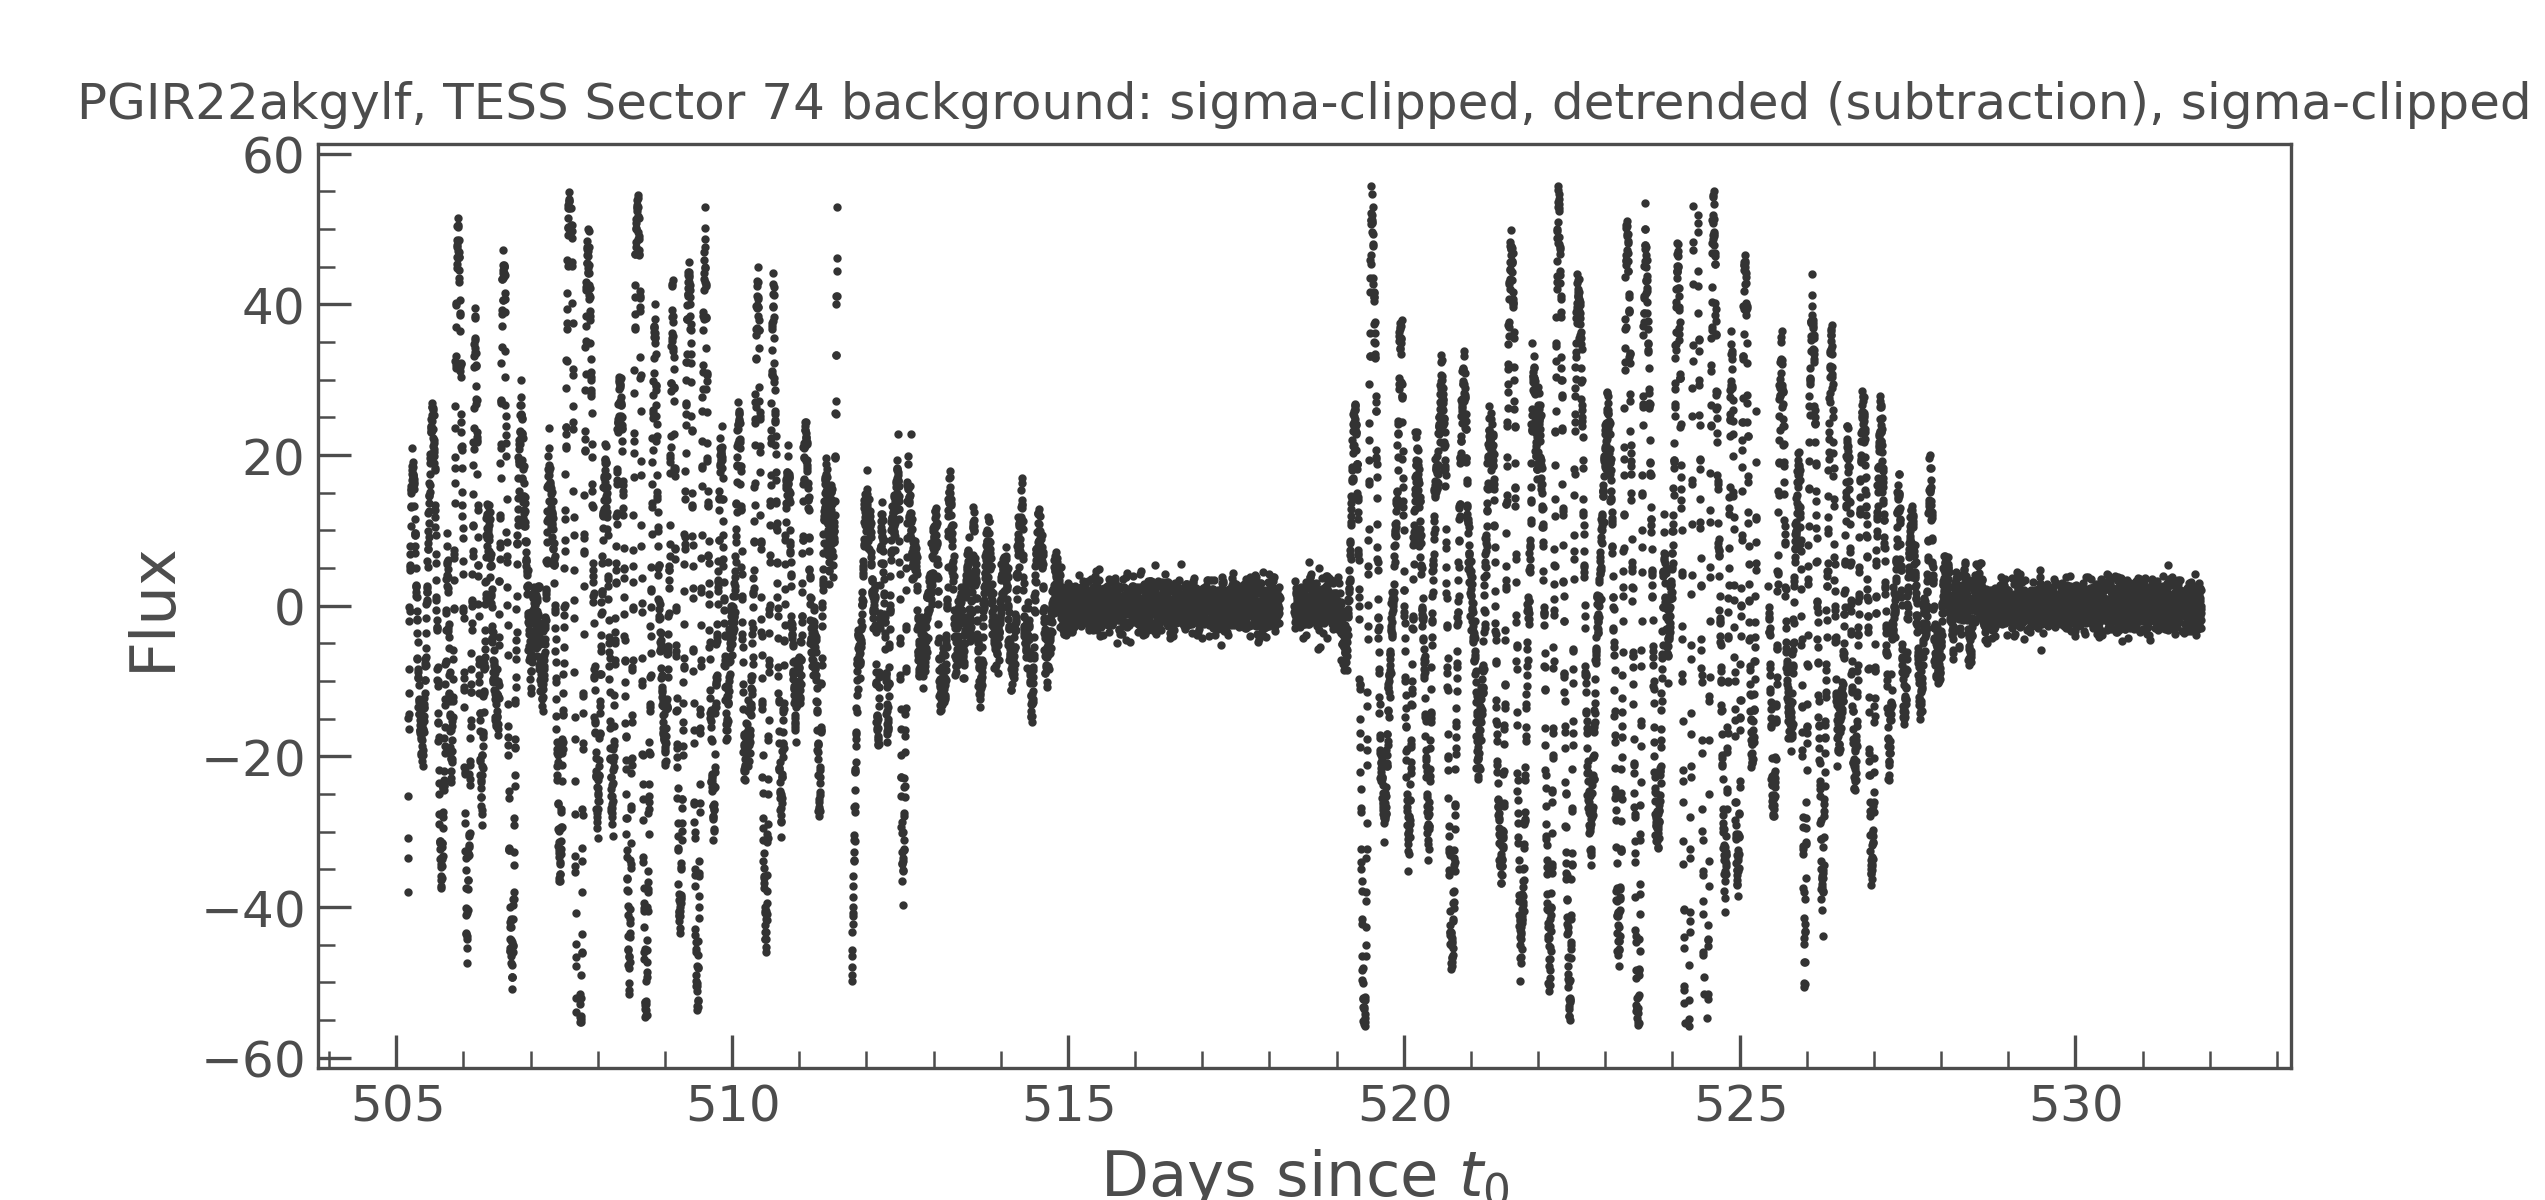 PGIR22akgylf, TESS Sector 74 background: sigma-clipped, detrended (subtraction), sigma-clipped
60
40
20
0
−20
−40
−60
Flux
505 510 515 520 525 530
Days since t0